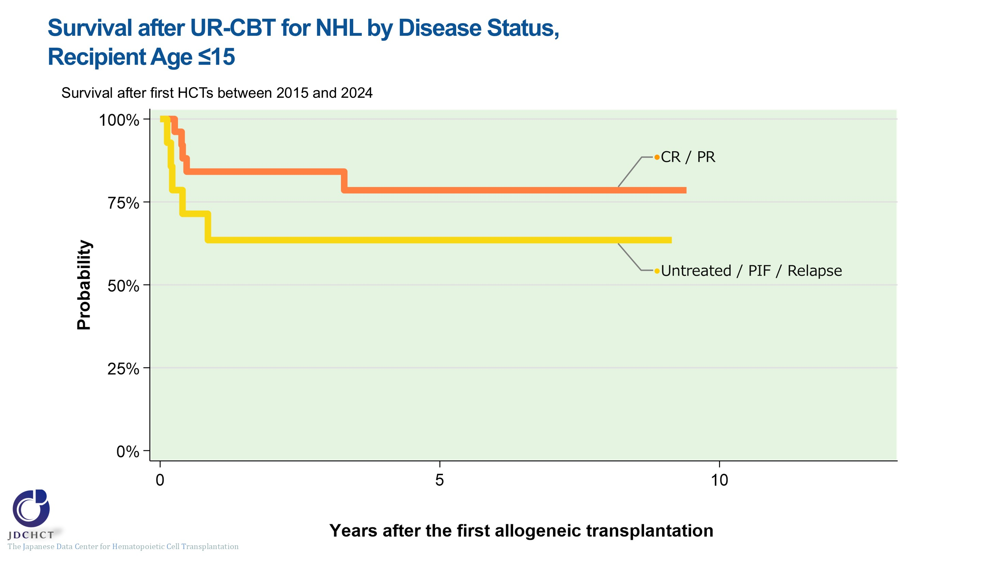 Survival after UR-CBT for NHL by Disease Status,
Recipient Age ≤15
Survival after first HCTs between 2015 and 2024
100%
75%
50%
25%
0%
Probability
CR / PR
Untreated / PIF / Relapse
0
5
10
Years after the first allogeneic transplantation
JDCHCT
The Japanese Data Center for Hematopoietic Cell Transplantation